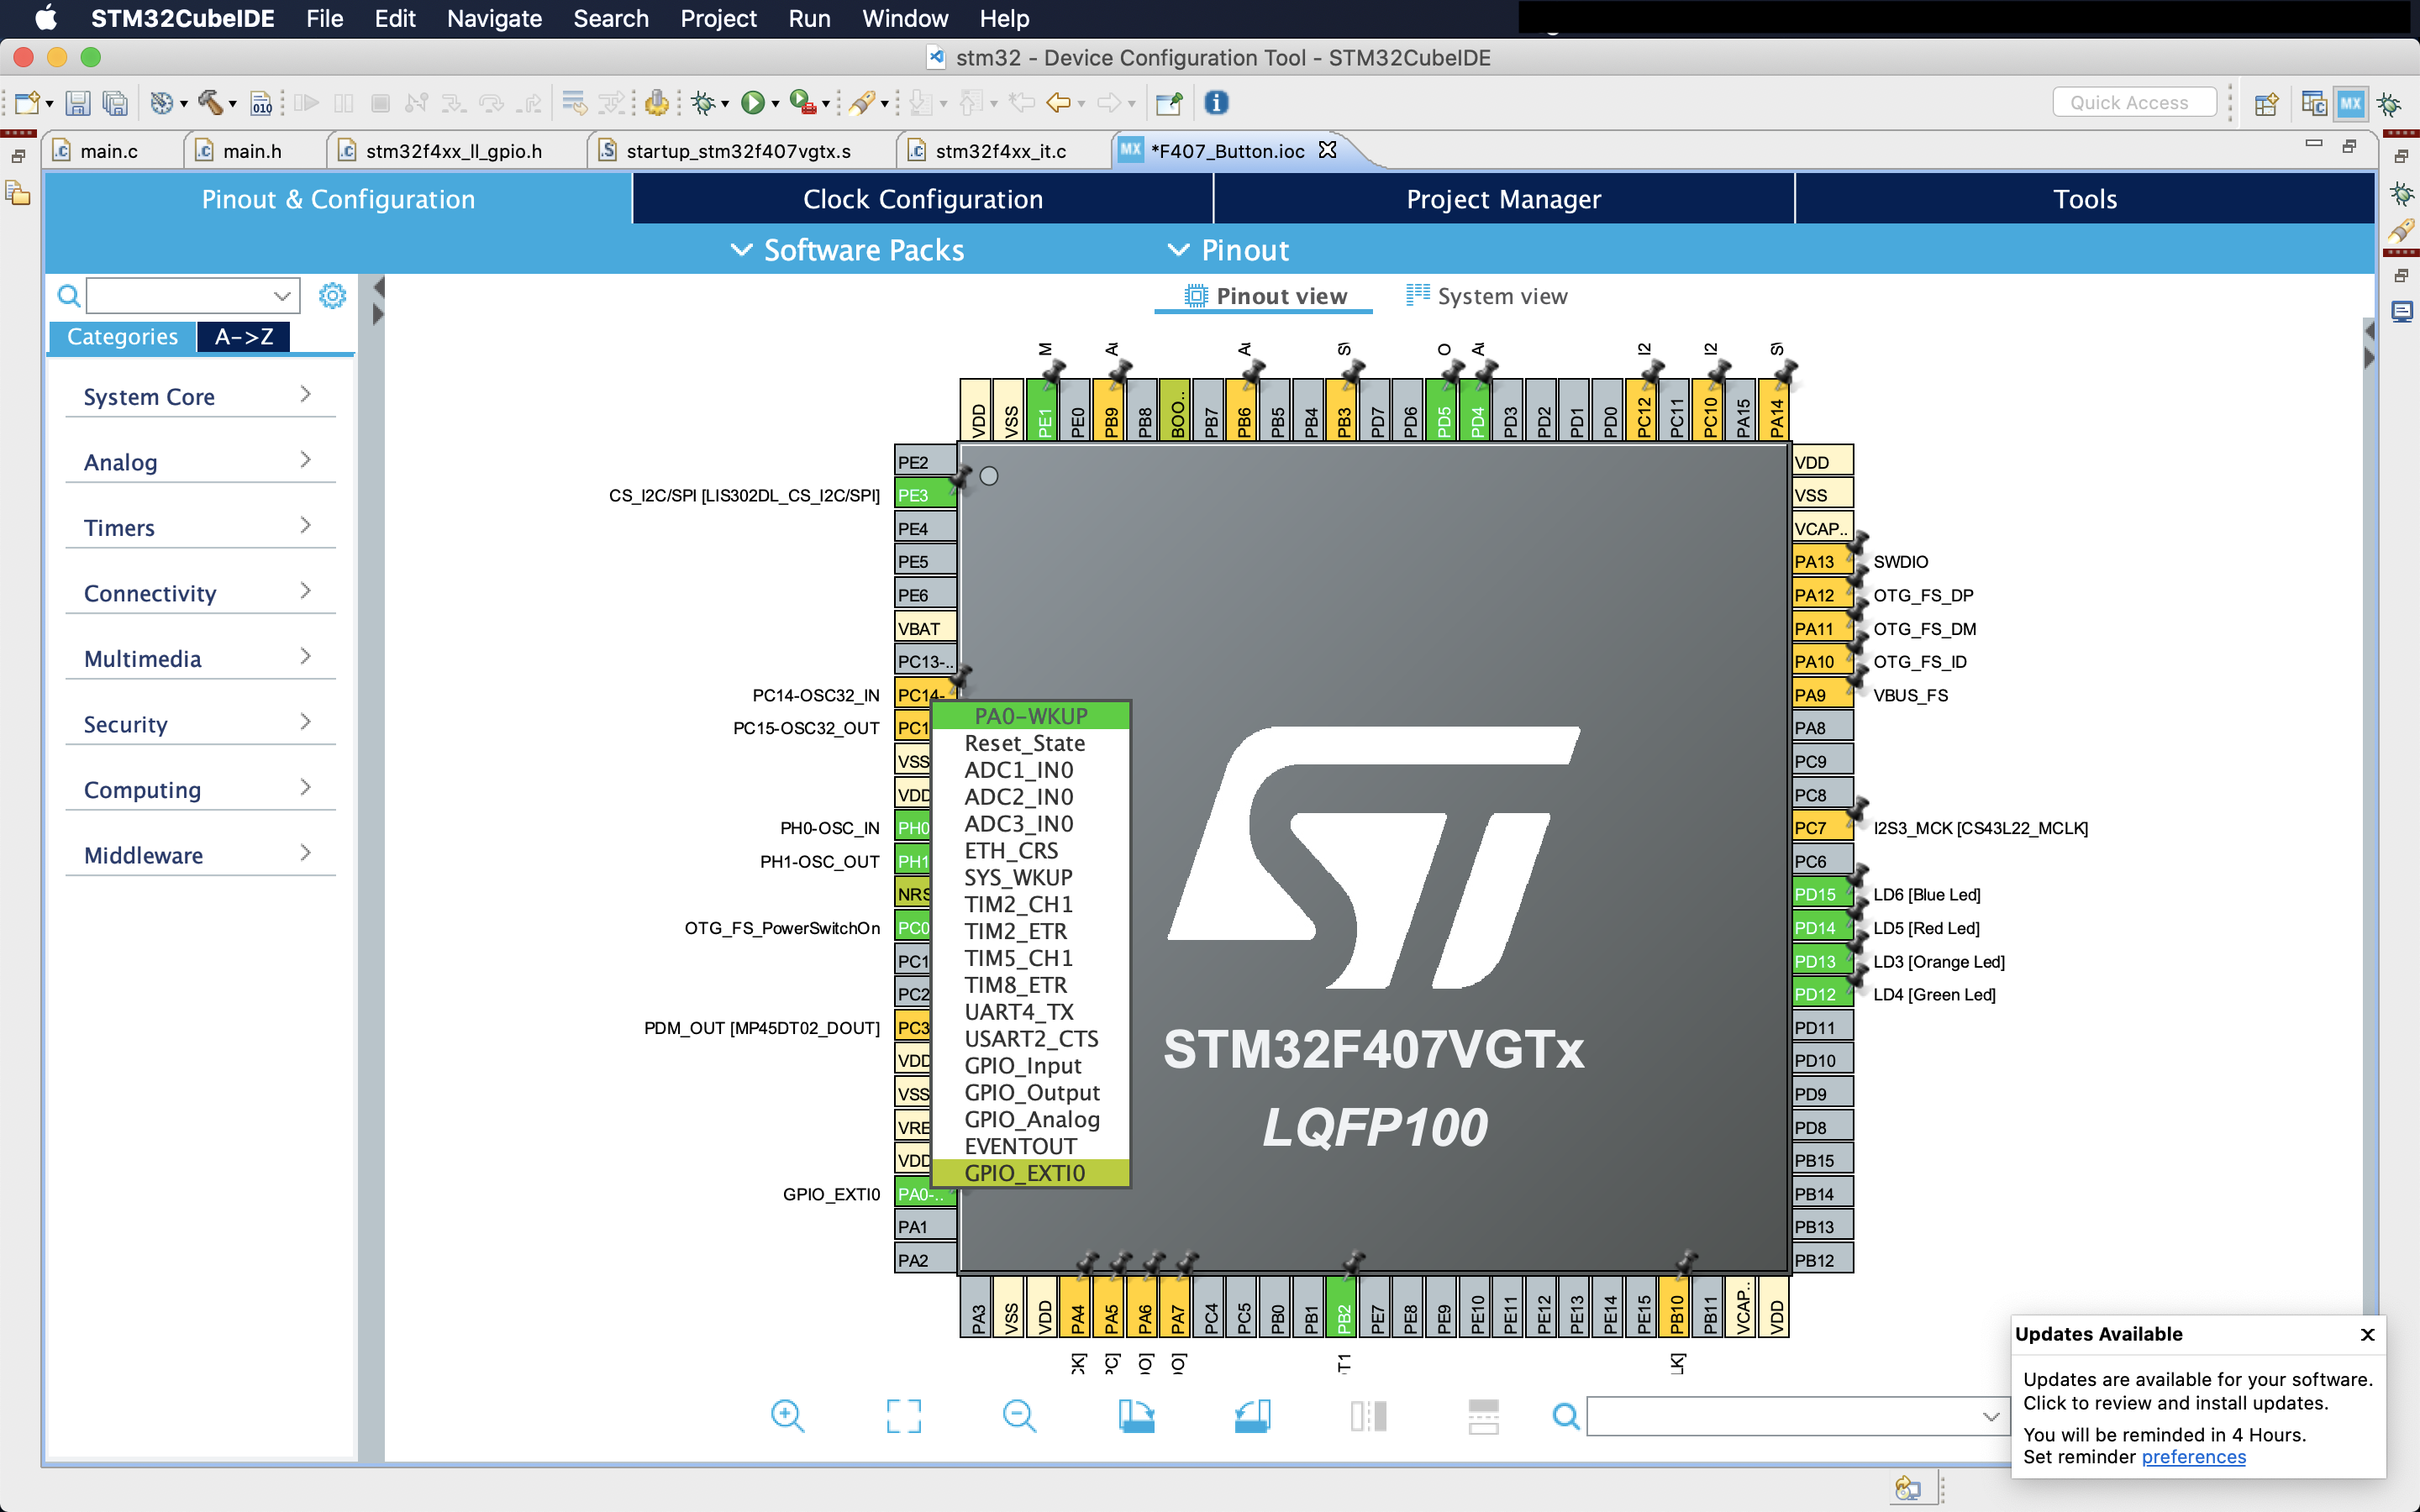 STM32CubeIDE File Edit Navigate Search Project Run Window Help
stm32 - Device Configuration Tool - STM32CubeIDE
010
Quick Access
MX
main.c
main.h
stm32f4xx_ll_gpio.h
startup_stm32f407vgtx.s
stm32f4xx_it.c
MX *F407_Button.ioc
Pinout & Configuration
Clock Configuration
Project Manager
Tools
Software Packs
Pinout
Pinout view
System view
Categories
A->Z
System Core
Analog
Timers
Connectivity
Multimedia
Security
Computing
Middleware
VDD
VSS
PE1
PE0
PB9
PB8
BOO..
PB7
PB6
PB5
PB4
PB3
PD7
PD6
PD5
PD4
PD3
PD2
PD1
PD0
PC12
PC11
PC10
PA15
PA14
PE2
CS_I2C/SPI [LIS302DL_CS_I2C/SPI] PE3
PE4
PE5
PE6
VBAT
PC13-..
PC14-OSC32_IN PC14-
PC15-OSC32_OUT PC1
VSS
VDD
PH0-OSC_IN PH0
PH1-OSC_OUT PH1
NRS
OTG_FS_PowerSwitchOn PC0
PC1
PC2
PDM_OUT [MP45DT02_DOUT] PC3
VDD
VSS
VRE
VDD
GPIO_EXTI0 PA0-..
PA1
PA2
PA0-WKUP
Reset_State
ADC1_IN0
ADC2_IN0
ADC3_IN0
ETH_CRS
SYS_WKUP
TIM2_CH1
TIM2_ETR
TIM5_CH1
TIM8_ETR
UART4_TX
USART2_CTS
GPIO_Input
GPIO_Output
GPIO_Analog
EVENTOUT
GPIO_EXTI0
ST
STM32F407VGTx
LQFP100
VDD
VSS
VCAP..
PA13 SWDIO
PA12 OTG_FS_DP
PA11 OTG_FS_DM
PA10 OTG_FS_ID
PA9 VBUS_FS
PA8
PC9
PC8
PC7 I2S3_MCK [CS43L22_MCLK]
PC6
PD15 LD6 [Blue Led]
PD14 LD5 [Red Led]
PD13 LD3 [Orange Led]
PD12 LD4 [Green Led]
PD11
PD10
PD9
PD8
PB15
PB14
PB13
PB12
PA3
VSS
VDD
PA4
PA5
PA6
PA7
PC4
PC5
PB0
PB1
PB2
PE7
PE8
PE9
PE10
PE11
PE12
PE13
PE14
PE15
PB10
PB11
VCAP..
VDD
Updates Available
Updates are available for your software.
Click to review and install updates.
You will be reminded in 4 Hours.
Set reminder preferences